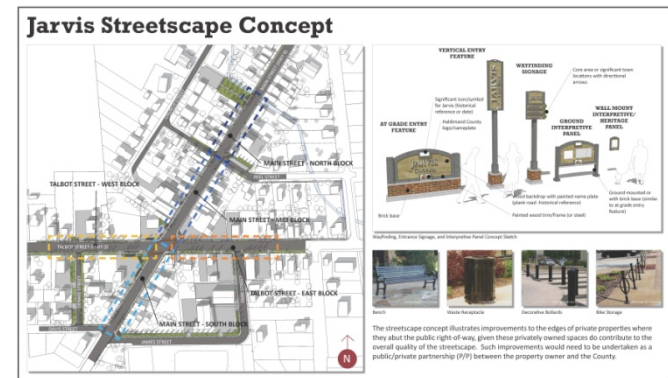 Jarvis Streetscape Concept
MAIN STREET - NORTH BLOCK
PEEL STREET
TALBOT STREET - WEST BLOCK
MAIN STREET - MID BLOCK
TALBOT STREET
TALBOT STREET - EAST BLOCK
MAIN STREET - SOUTH BLOCK
JAMES STREET
N
VERTICAL ENTRY
FEATURE
WAYFINDING
SIGNAGE
Core area or significant town
locations with directional
arrows
Significant icon/symbol
for Jarvis (historical
reference or date)
Haldimand County
logo/nameplate
AT GRADE ENTRY
FEATURE
JARVIS
GROUND
INTERPRETIVE
PANEL
WALL MOUNT
INTERPRETIVE/
HERITAGE
PANEL
Brick base
Wood backdrop with painted name plate
(plank road- historical reference)
Painted wood trim/frame (or steel)
Ground mounted or
with brick base (similar
to at grade entry
feature)
Wayfinding, Entrance Signage, and Interpretive Panel Concept Sketch
Bench
Waste Receptacle
Decorative Bollards
Bike Storage
The streetscape concept illustrates improvements to the edges of private properties where
they abut the public right-of-way, given these privately owned spaces do contribute to the
overall quality of the streetscape. Such improvements would need to be undertaken as a
public/private partnership (P/P) between the property owner and the County.